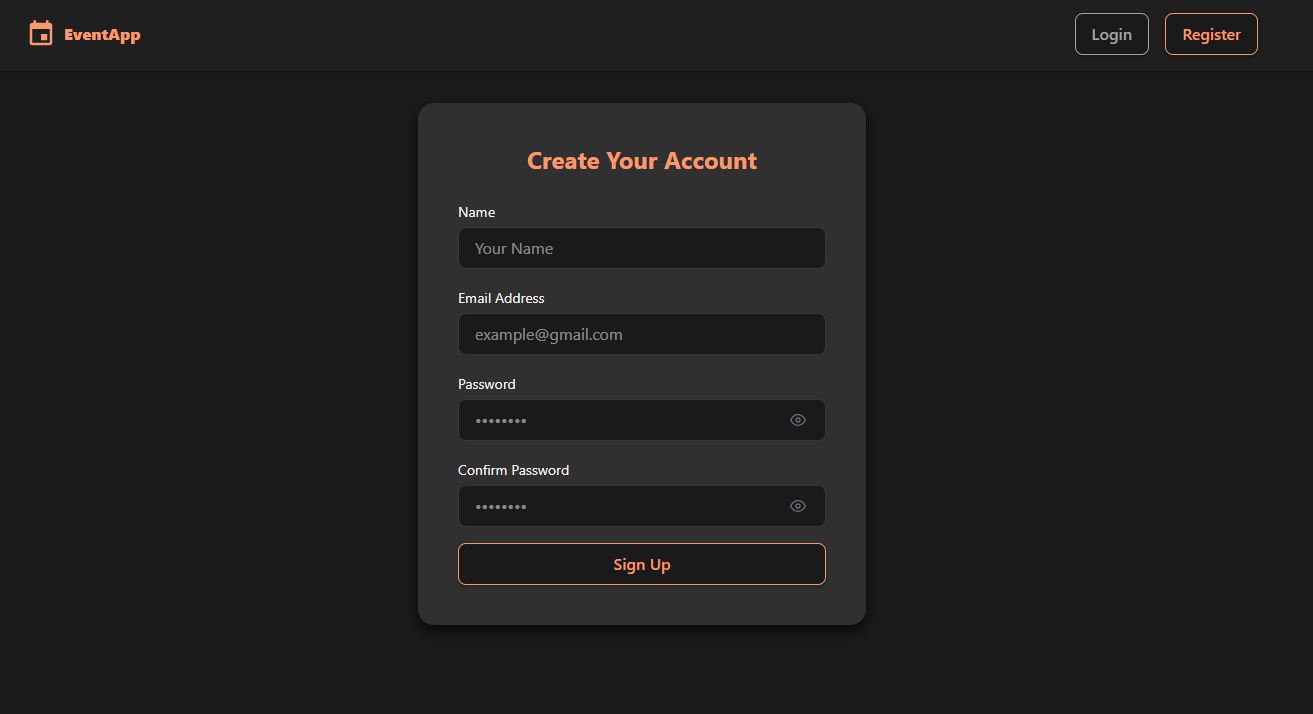 EventApp
Login
Register
Create Your Account
Name
Your Name
Email Address
example@gmail.com
Password
••••••••
Confirm Password
••••••••
Sign Up